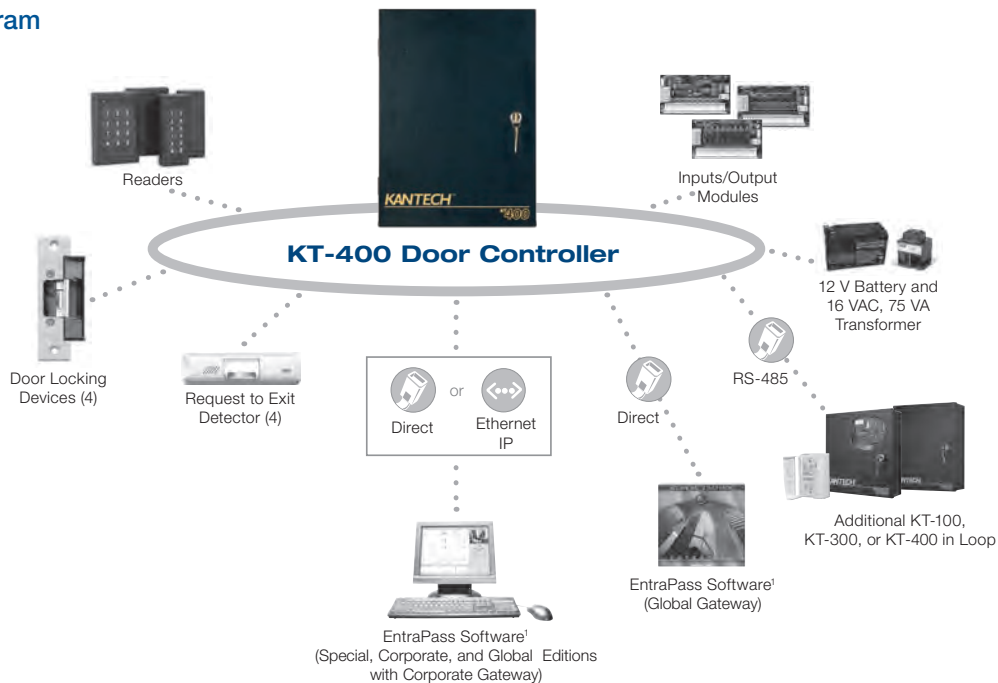 ram
KANTECH
400
KT-400 Door Controller
Readers
Inputs/Output
Modules
Door Locking
Devices (4)
Request to Exit
Detector (4)
Direct
or
Ethernet
IP
Direct
RS-485
12 V Battery and
16 VAC, 75 VA
Transformer
KANTECH
Additional KT-100,
KT-300, or KT-400 in Loop
EntraPass Software¹
(Global Gateway)
EntraPass Software¹
(Special, Corporate, and Global Editions
with Corporate Gateway)